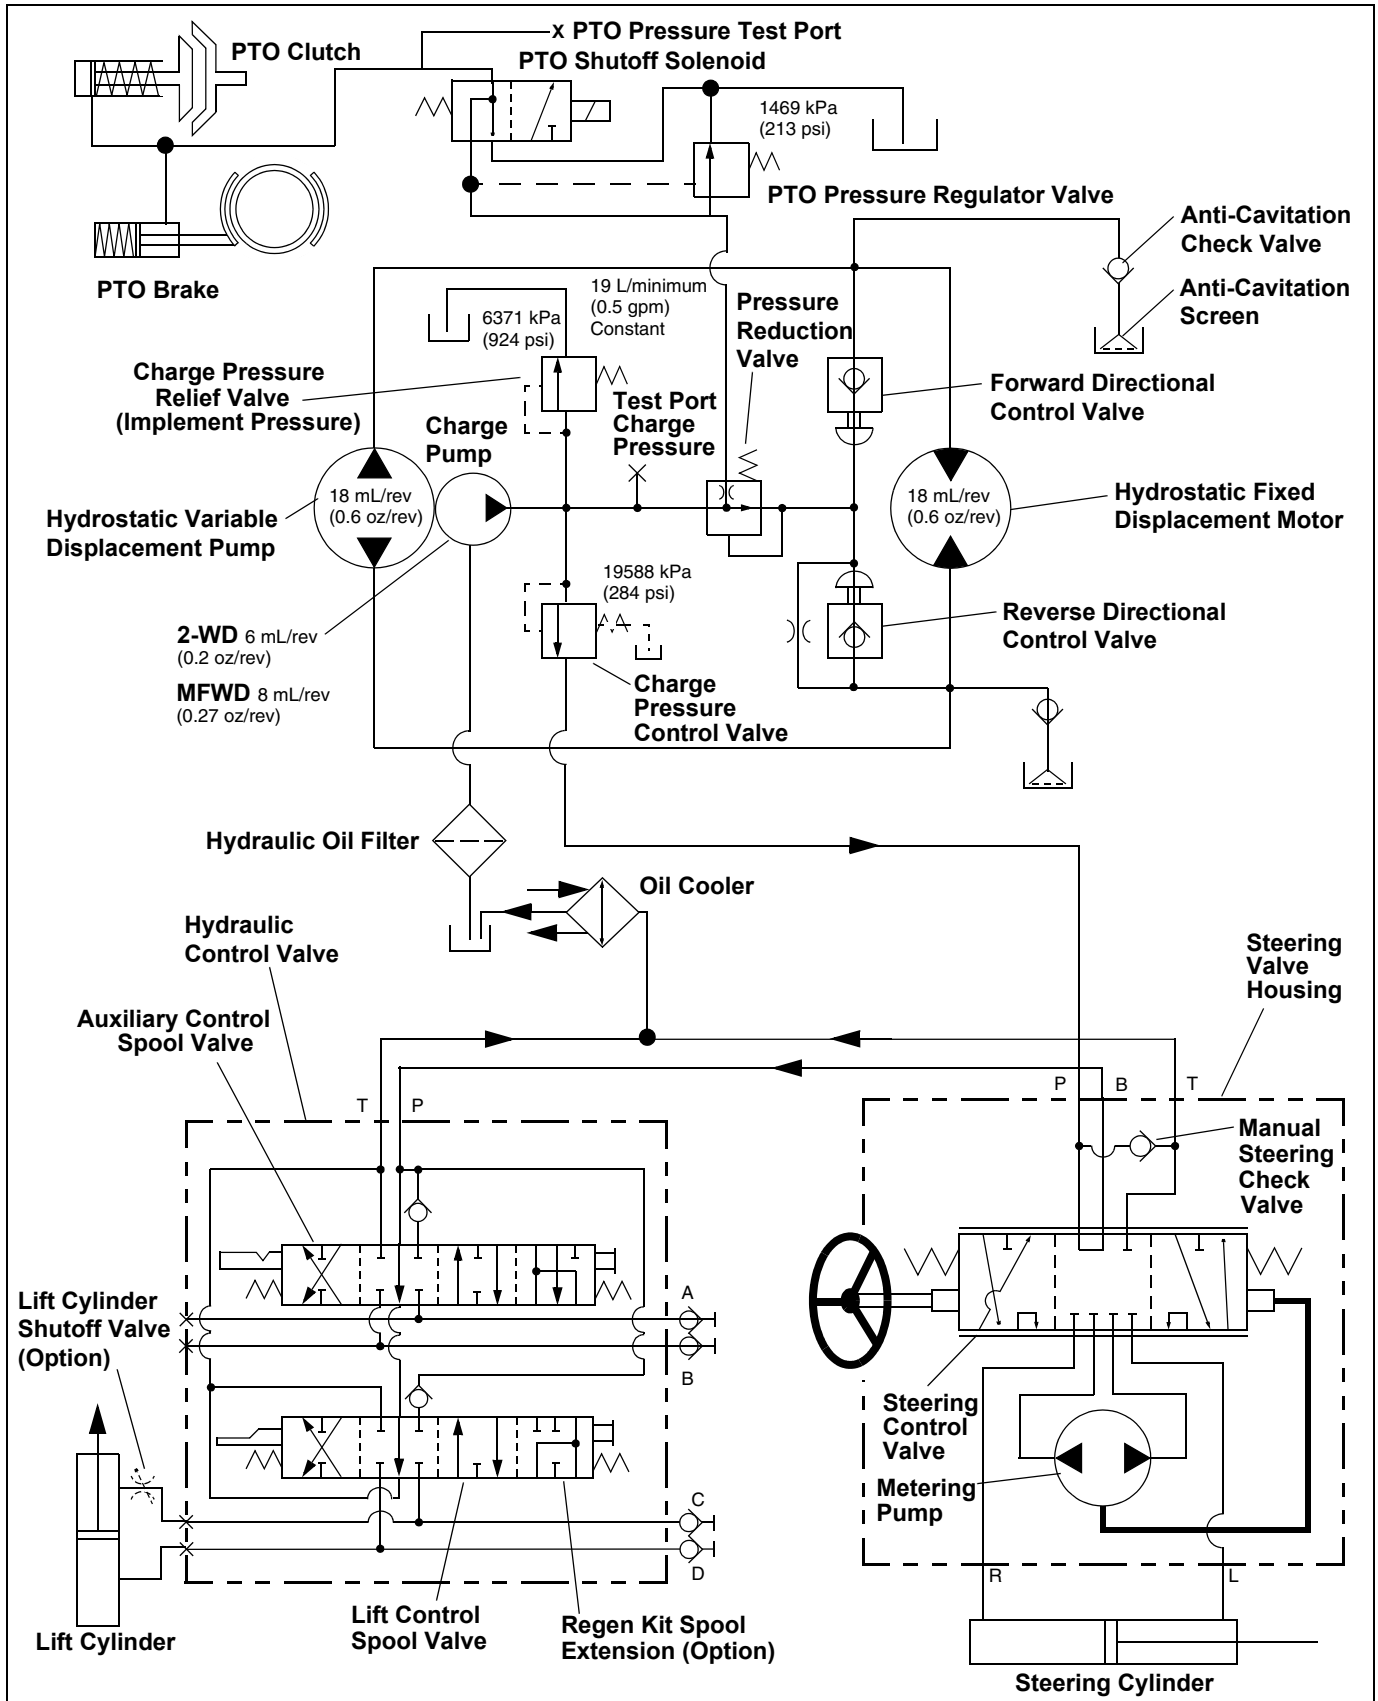 x PTO Pressure Test Port
PTO Clutch
PTO Shutoff Solenoid
1469 kPa
(213 psi)
PTO Pressure Regulator Valve
Anti-Cavitation
Check Valve
PTO Brake
19 L/minimum
(0.5 gpm)
Constant
6371 kPa
(924 psi)
Pressure
Reduction
Valve
Anti-Cavitation
Screen
Charge Pressure
Relief Valve
(Implement Pressure)
Test Port
Charge
Pressure
Forward Directional
Control Valve
Charge
Pump
18 mL/rev
(0.6 oz/rev)
18 mL/rev
(0.6 oz/rev)
Hydrostatic Variable
Displacement Pump
Hydrostatic Fixed
Displacement Motor
19588 kPa
(284 psi)
2-WD 6 mL/rev
(0.2 oz/rev)
MFWD 8 mL/rev
(0.27 oz/rev)
Reverse Directional
Control Valve
Charge
Pressure
Control Valve
Hydraulic Oil Filter
Oil Cooler
Hydraulic
Control Valve
Steering
Valve
Housing
Auxiliary Control
Spool Valve
T
P
P
B
T
Manual
Steering
Check
Valve
Lift Cylinder
Shutoff Valve
(Option)
A
B
Steering
Control
Valve
Metering
Pump
C
D
R
L
Lift Cylinder
Lift Control
Spool Valve
Regen Kit Spool
Extension (Option)
Steering Cylinder